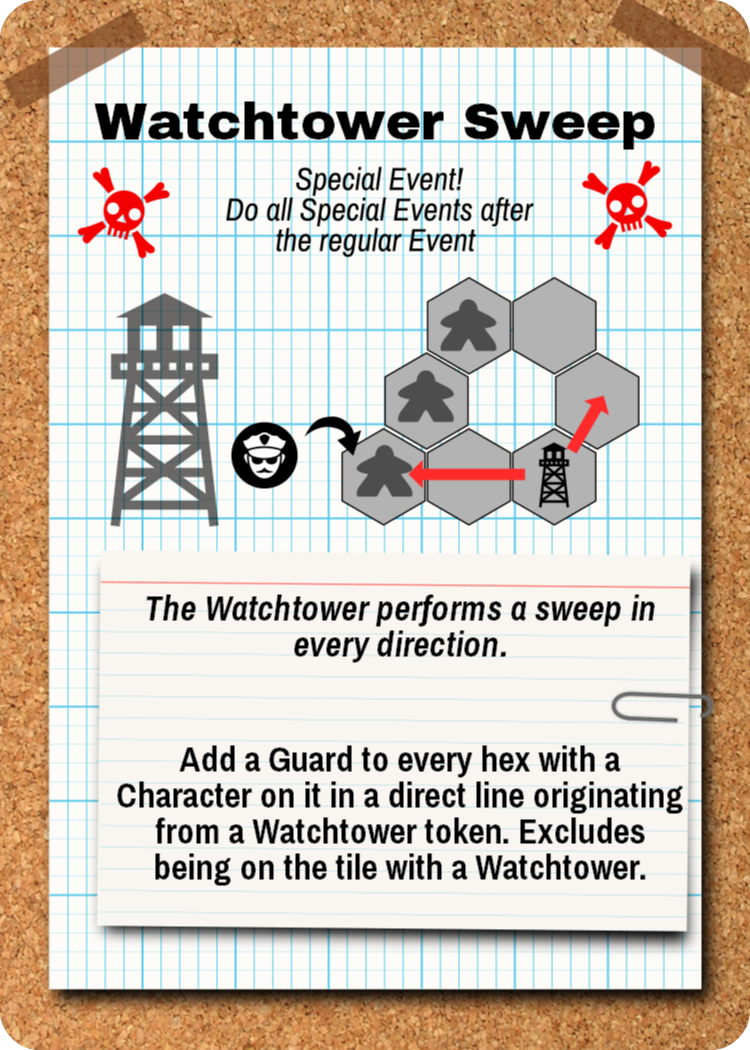 Watchtower Sweep
Special Event!
Do all Special Events after
the regular Event
The Watchtower performs a sweep in
every direction.
Add a Guard to every hex with a
Character on it in a direct line originating
from a Watchtower token. Excludes
being on the tile with a Watchtower.